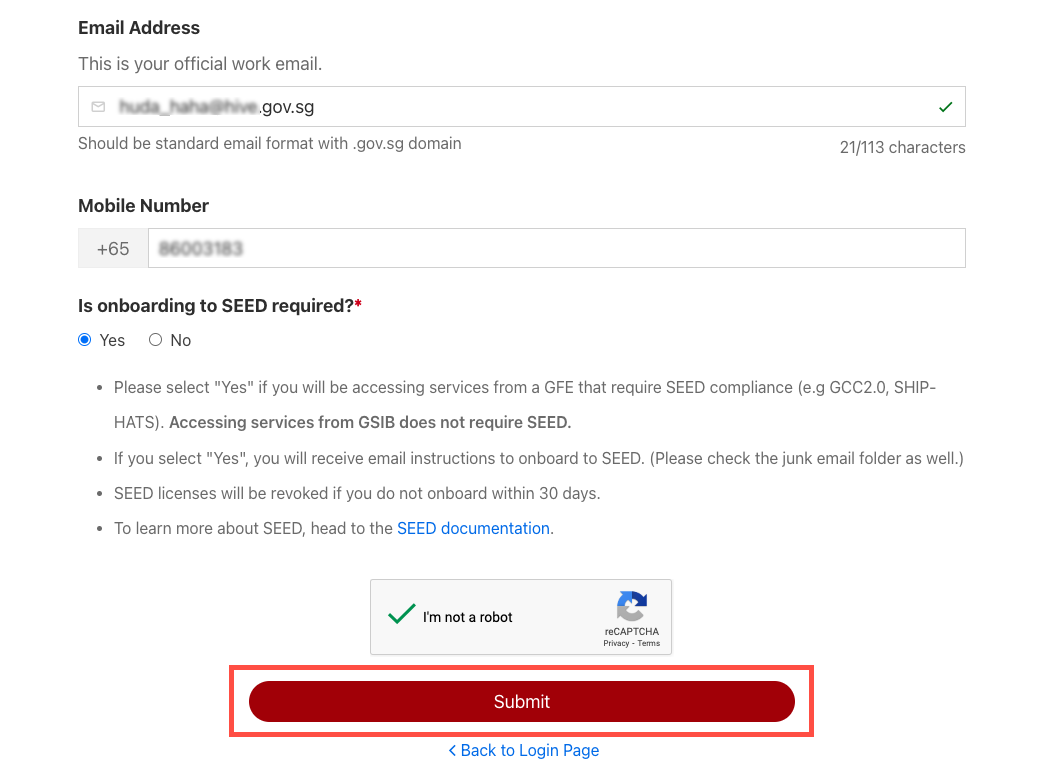 Email Address
This is your official work email.
.gov.sg
Should be standard email format with .gov.sg domain
21/113 characters
Mobile Number
+65
Is onboarding to SEED required?*
Yes No
• Please select "Yes" if you will be accessing services from a GFE that require SEED compliance (e.g GCC2.0, SHIP-
HATS). Accessing services from GSIB does not require SEED.
• If you select "Yes", you will receive email instructions to onboard to SEED. (Please check the junk email folder as well.)
• SEED licenses will be revoked if you do not onboard within 30 days.
• To learn more about SEED, head to the SEED documentation.
I'm not a robot
reCAPTCHA
Privacy - Terms
Submit
Back to Login Page